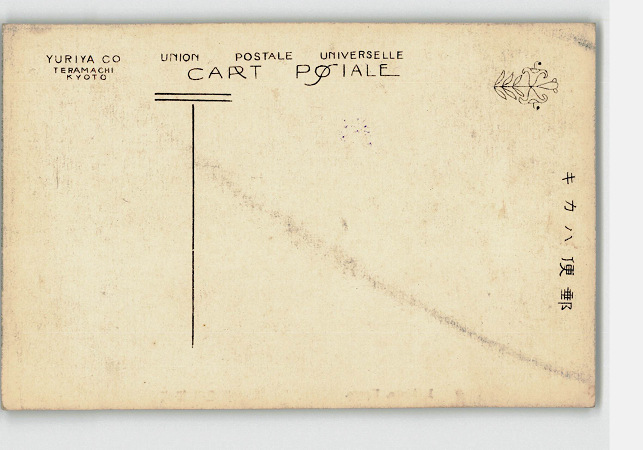 YURIYA CO
TERAMACHI
KYOTO
UNION POSTALE UNIVERSELLE
CART POSTALE
郵便ハカキ